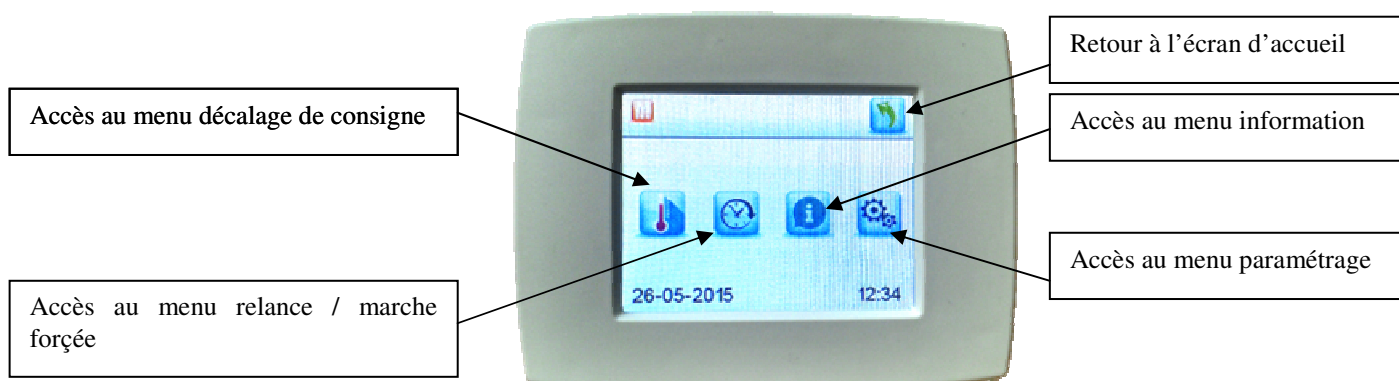 Retour à l'écran d'accueil
Accès au menu décalage de consigne
Accès au menu information
Accès au menu paramétrage
Accès au menu relance / marche
forçée
26-05-2015
12:34